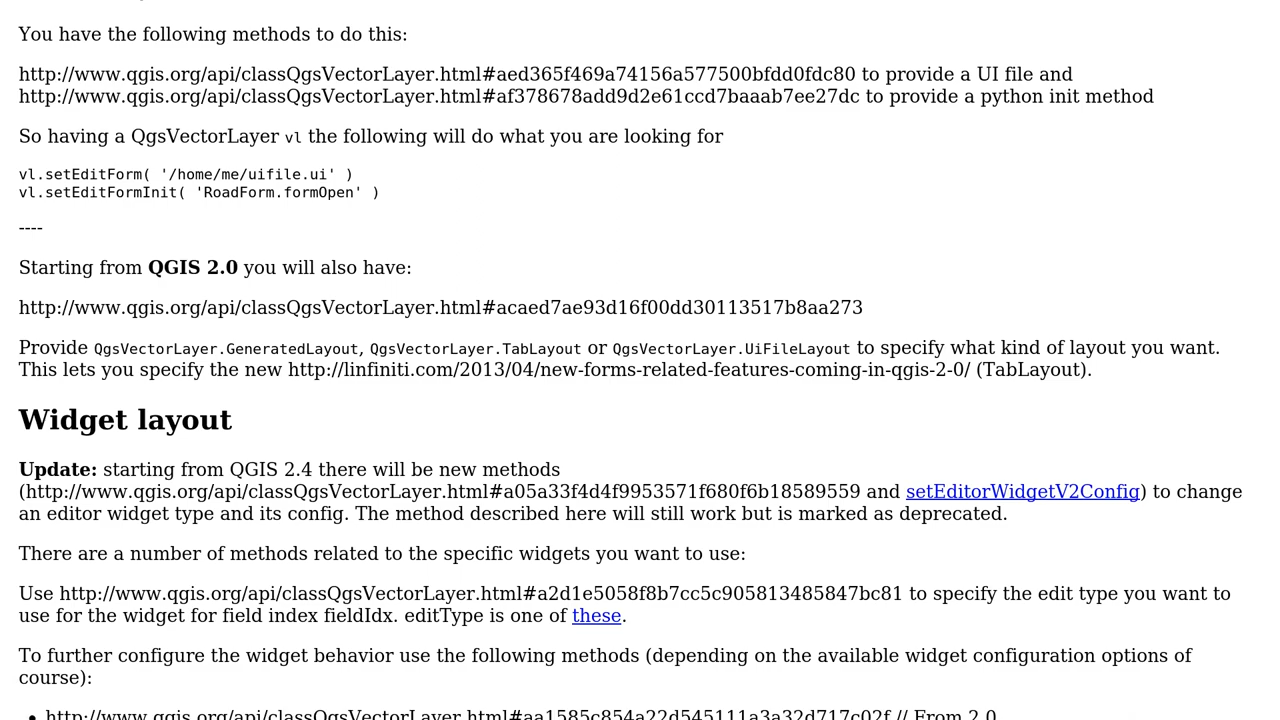 You have the following methods to do this:
http://www.qgis.org/api/classQgsVectorLayer.html#aed365f469a74156a577500bfdd0fdc80 to provide a UI file and
http://www.qgis.org/api/classQgsVectorLayer.html#af378678add9d2e61ccd7baaab7ee27dc to provide a python init method
So having a QgsVectorLayer vl the following will do what you are looking for
vl.setEditForm( '/home/me/uifile.ui' )
vl.setEditFormInit( 'RoadForm.formOpen' )
----
Starting from QGIS 2.0 you will also have:
http://www.qgis.org/api/classQgsVectorLayer.html#acaed7ae93d16f00dd30113517b8aa273
Provide QgsVectorLayer.GeneratedLayout, QgsVectorLayer.TabLayout or QgsVectorLayer.UiFileLayout to specify what kind of layout you want.
This lets you specify the new http://linfiniti.com/2013/04/new-forms-related-features-coming-in-qgis-2-0/ (TabLayout).
Widget layout
Update: starting from QGIS 2.4 there will be new methods
(http://www.qgis.org/api/classQgsVectorLayer.html#a05a33f4d4f9953571f680f6b18589559 and setEditorWidgetV2Config) to change
an editor widget type and its config. The method described here will still work but is marked as deprecated.
There are a number of methods related to the specific widgets you want to use:
Use http://www.qgis.org/api/classQgsVectorLayer.html#a2d1e5058f8b7cc5c905813485847bc81 to specify the edit type you want to
use for the widget for field index fieldIdx. editType is one of these.
To further configure the widget behavior use the following methods (depending on the available widget configuration options of
course):
• http://www.qgis.org/api/classQgsVectorLayer.html#aa1585c854a22d545111a3a32d717c02f // From 2.0